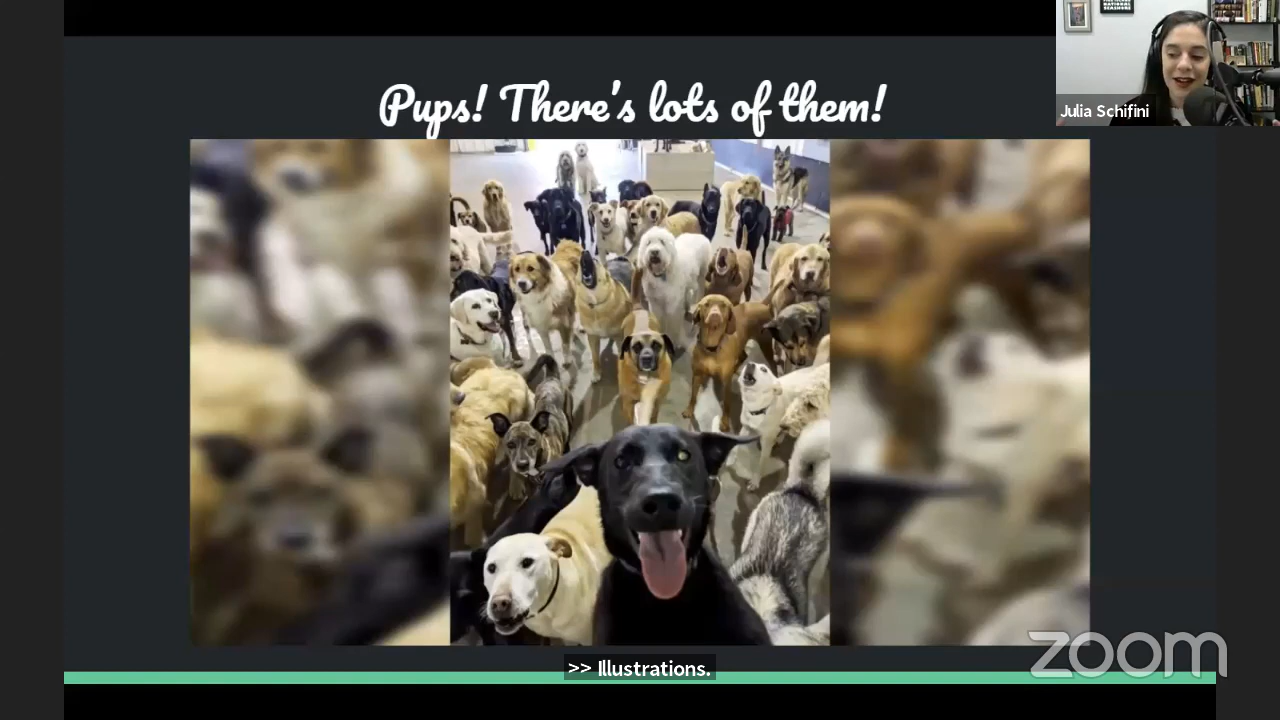 Pups! There's lots of them!
Julia Schifini
>> Illustrations.
zoom